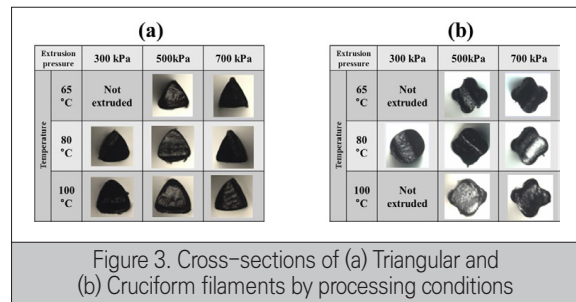 (a)
Extrusion pressure 300 kPa 500kPa 700 kPa
Temperature
65 °C Not extruded
80 °C
100 °C
(b)
Extrusion pressure 300 kPa 500kPa 700 kPa
Temperature
65 °C Not extruded
80 °C
100 °C Not extruded
Figure 3. Cross-sections of (a) Triangular and
(b) Cruciform filaments by processing conditions